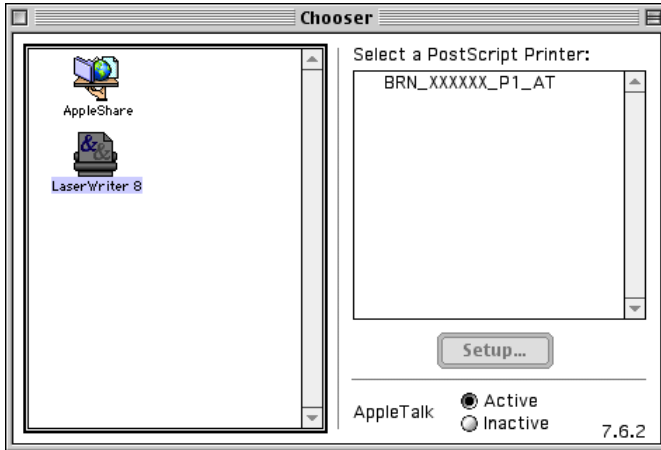 Chooser
AppleShare
LaserWriter 8
Select a PostScript Printer:
BRN_XXXXXX_P1_AT
Setup...
AppleTalk
Active
Inactive
7.6.2